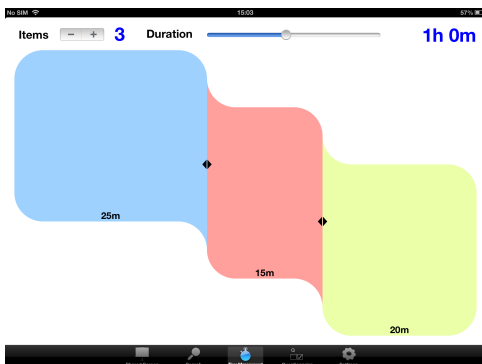 No SIM 15:03 57%
Items - + 3 Duration 1h 0m
25m
15m
20m